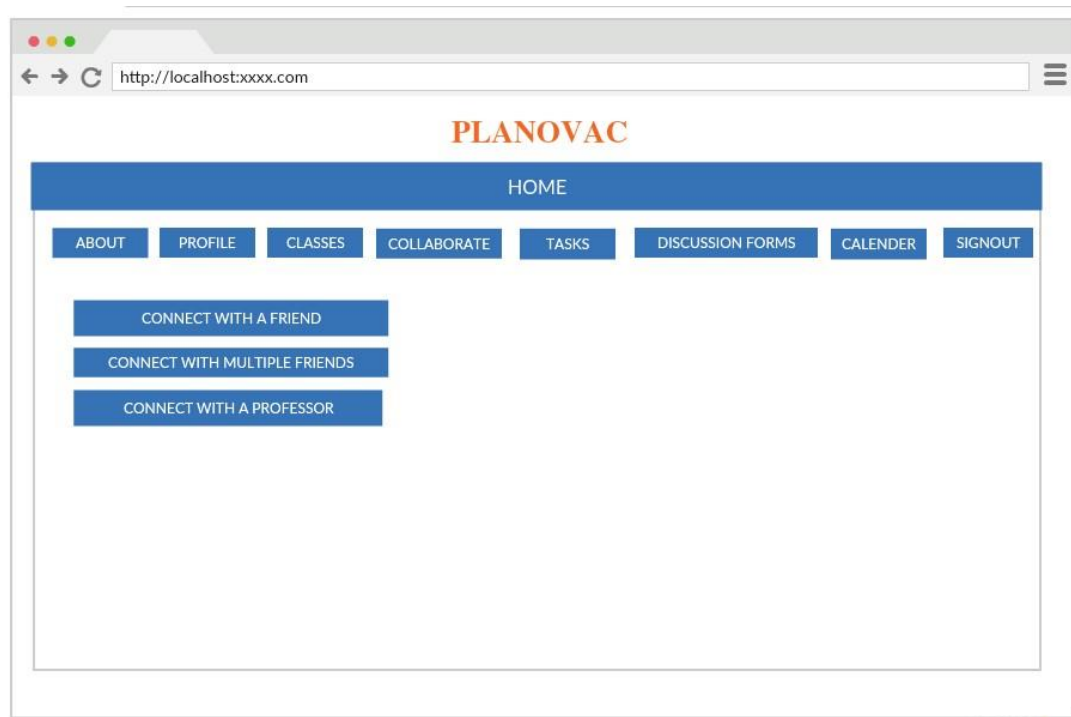 http://localhost:xxxx.com
PLANOVAC
HOME
ABOUT PROFILE CLASSES COLLABORATE TASKS DISCUSSION FORMS CALENDER SIGNOUT
CONNECT WITH A FRIEND
CONNECT WITH MULTIPLE FRIENDS
CONNECT WITH A PROFESSOR